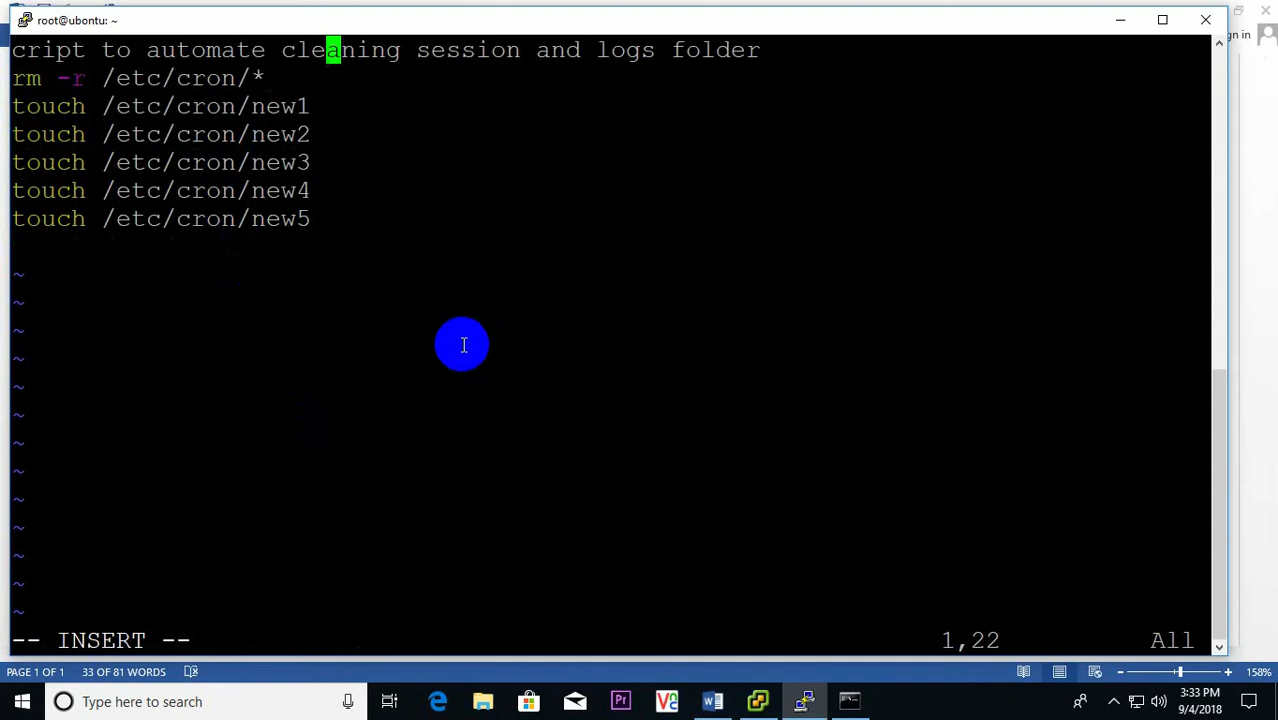 root@ubuntu: ~
gn in
cript to automate cleaning session and logs folder
rm -r /etc/cron/*
touch /etc/cron/new1
touch /etc/cron/new2
touch /etc/cron/new3
touch /etc/cron/new4
touch /etc/cron/new5
~
~
~
~
~
~
~
~
~
~
~
~
~
-- INSERT --
1,22
All
PAGE 1 OF 1
33 OF 81 WORDS
158%
Type here to search
3:33 PM
9/4/2018